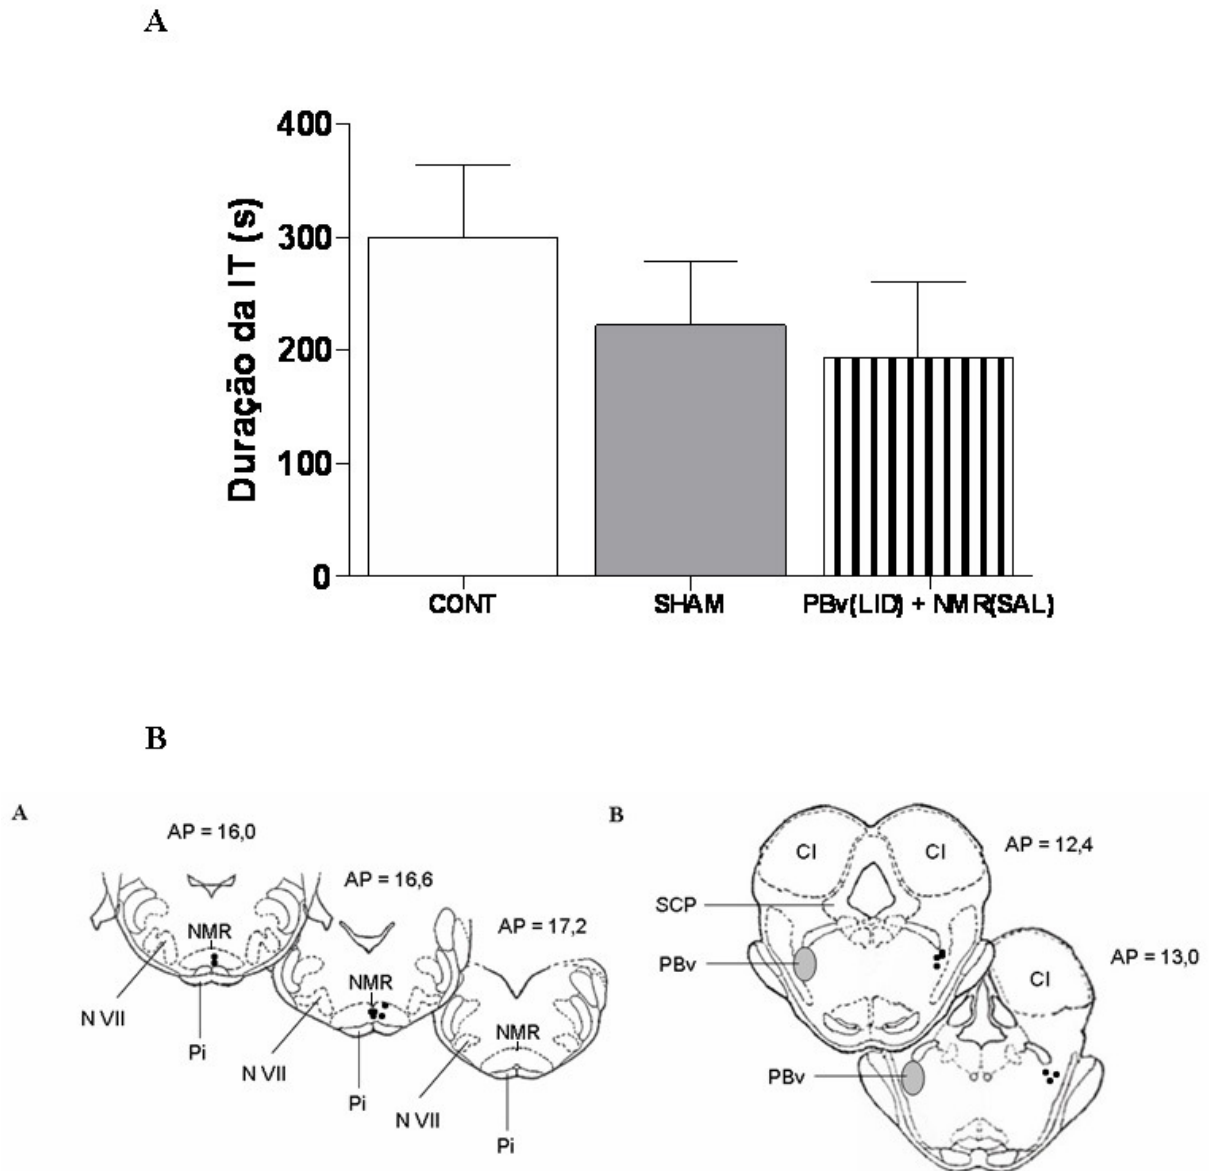 A
Duração da IT (s)
400
300
200
100
0
CONT
SHAM
PBv(LID) + NMR(SAL)
B
A
AP = 16,0
NMR
N VII
Pi
AP = 16,6
NMR
N VII
Pi
AP = 17,2
NMR
N VII
Pi
B
CI
CI
AP = 12,4
SCP
PBv
CI
AP = 13,0
PBv